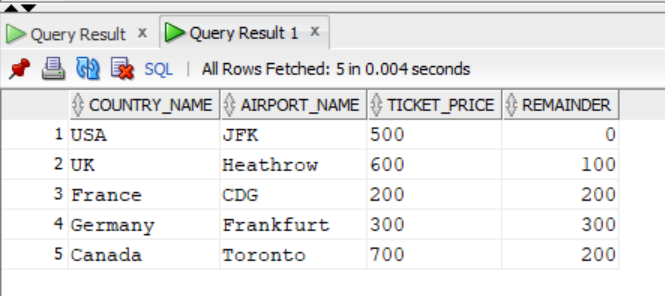 Query Result x Query Result 1 x
SQL | All Rows Fetched: 5 in 0.004 seconds
COUNTRY_NAME AIRPORT_NAME TICKET_PRICE REMAINDER
1 USA JFK 500 0
2 UK Heathrow 600 100
3 France CDG 200 200
4 Germany Frankfurt 300 300
5 Canada Toronto 700 200